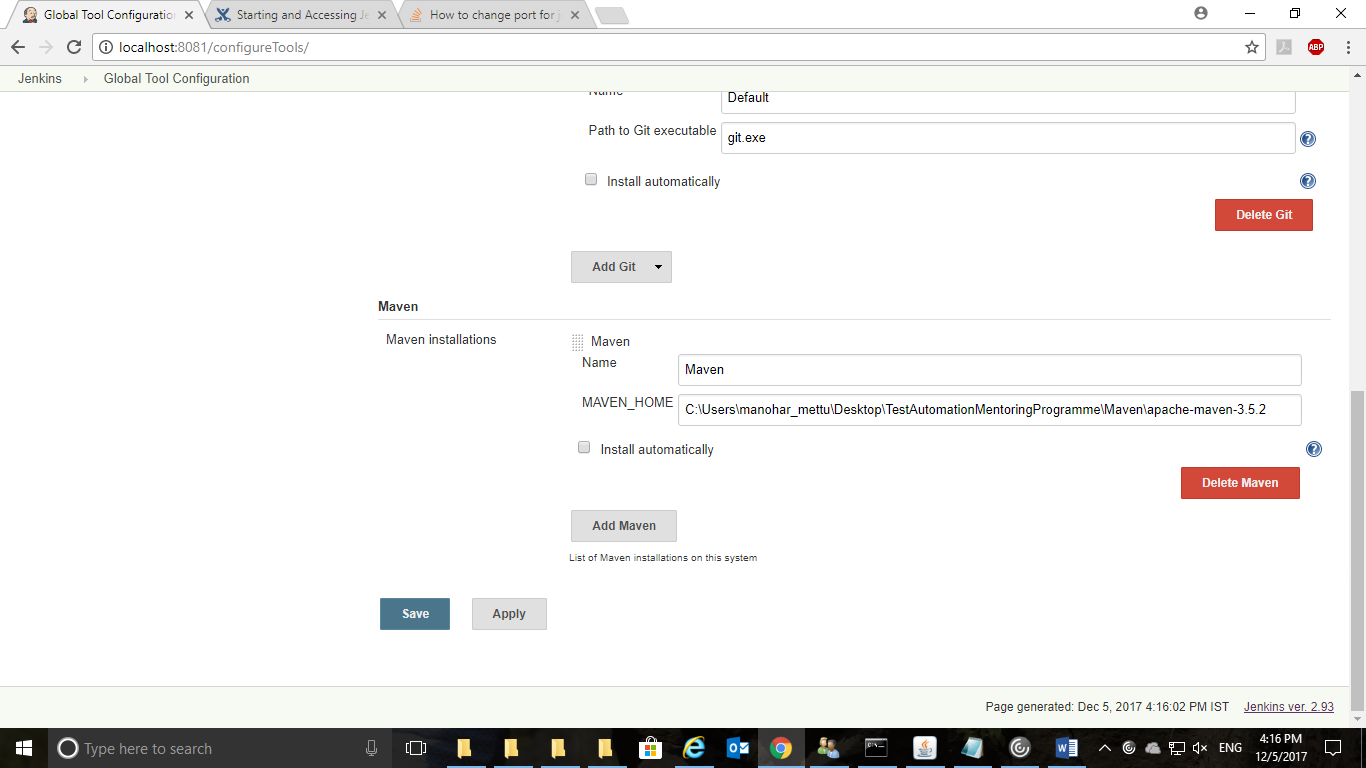 Global Tool Configuration
Starting and Accessing Je
How to change port for j
localhost:8081/configureTools/
ABP
Jenkins
Global Tool Configuration
Name
Default
Path to Git executable
git.exe
Install automatically
Delete Git
Add Git
Maven
Maven installations
Maven
Name
Maven
MAVEN_HOME
C:\Users\manohar_mettu\Desktop\TestAutomationMentoringProgramme\Maven\apache-maven-3.5.2
Install automatically
Delete Maven
Add Maven
List of Maven installations on this system
Save
Apply
Page generated: Dec 5, 2017 4:16:02 PM IST
Jenkins ver. 2.93
Type here to search
ENG
4:16 PM
12/5/2017